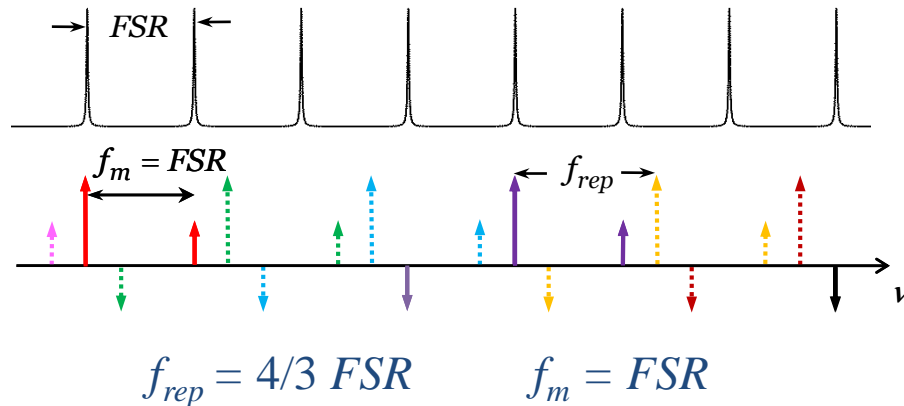 FSR
f_m = FSR
f_rep
ν
f_rep = 4/3 FSR
f_m = FSR